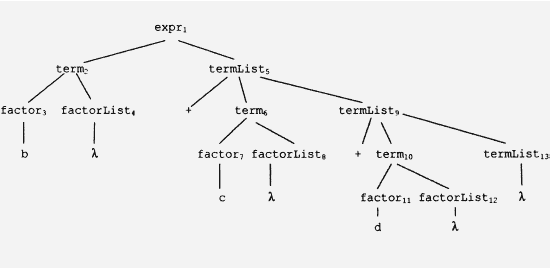 expr₁
term₂ termList₅
factor₃ factorList₄ + term₆ termList₉
b λ factor₇ factorList₈ + term₁₀ termList₁₃
c λ factor₁₁ factorList₁₂ λ
d λ